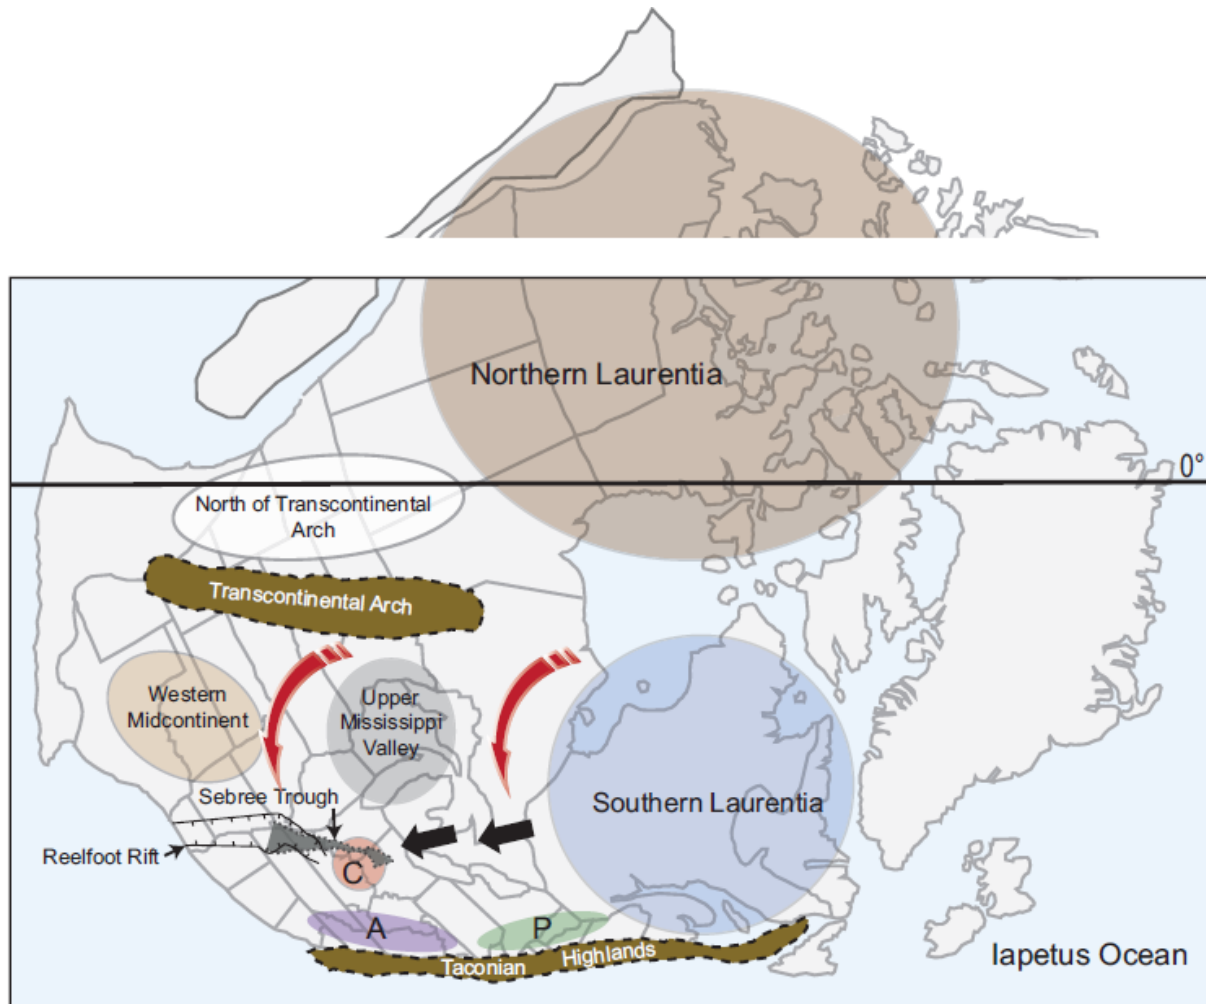 Northern Laurentia
0°
North of Transcontinental
Arch
Transcontinental Arch
Western
Midcontinent
Upper
Mississippi
Valley
Sebree Trough
Southern Laurentia
Reelfoot Rift
C
A
P
Taconian Highlands
Iapetus Ocean